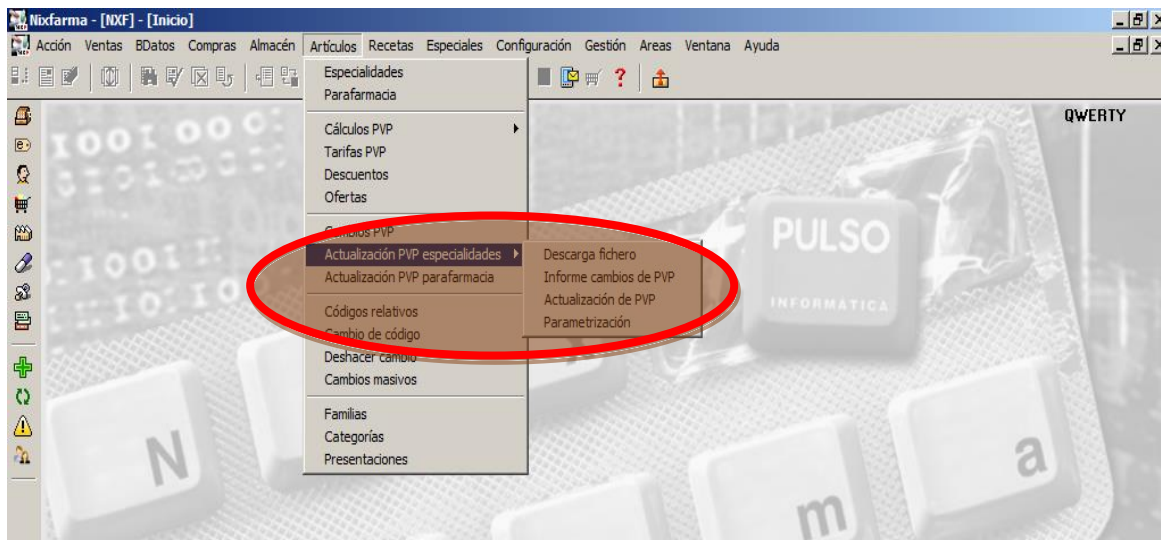 Nixfarma - [NXF] - [Inicio]
Acción Ventas BDatos Compras Almacén Artículos Recetas Especiales Configuración Gestión Areas Ventana Ayuda
Especialidades
Parafarmacia
Cálculos PVP
Tarifas PVP
Descuentos
Ofertas
Cambios PVP
Actualización PVP especialidades
Actualización PVP parafarmacia
Códigos relativos
Cambio de código
Deshacer cambio
Cambios masivos
Familias
Categorías
Presentaciones
Descarga fichero
Informe cambios de PVP
Actualización de PVP
Parametrización
QWERTY
PULSO
INFORMÁTICA
N
m
a